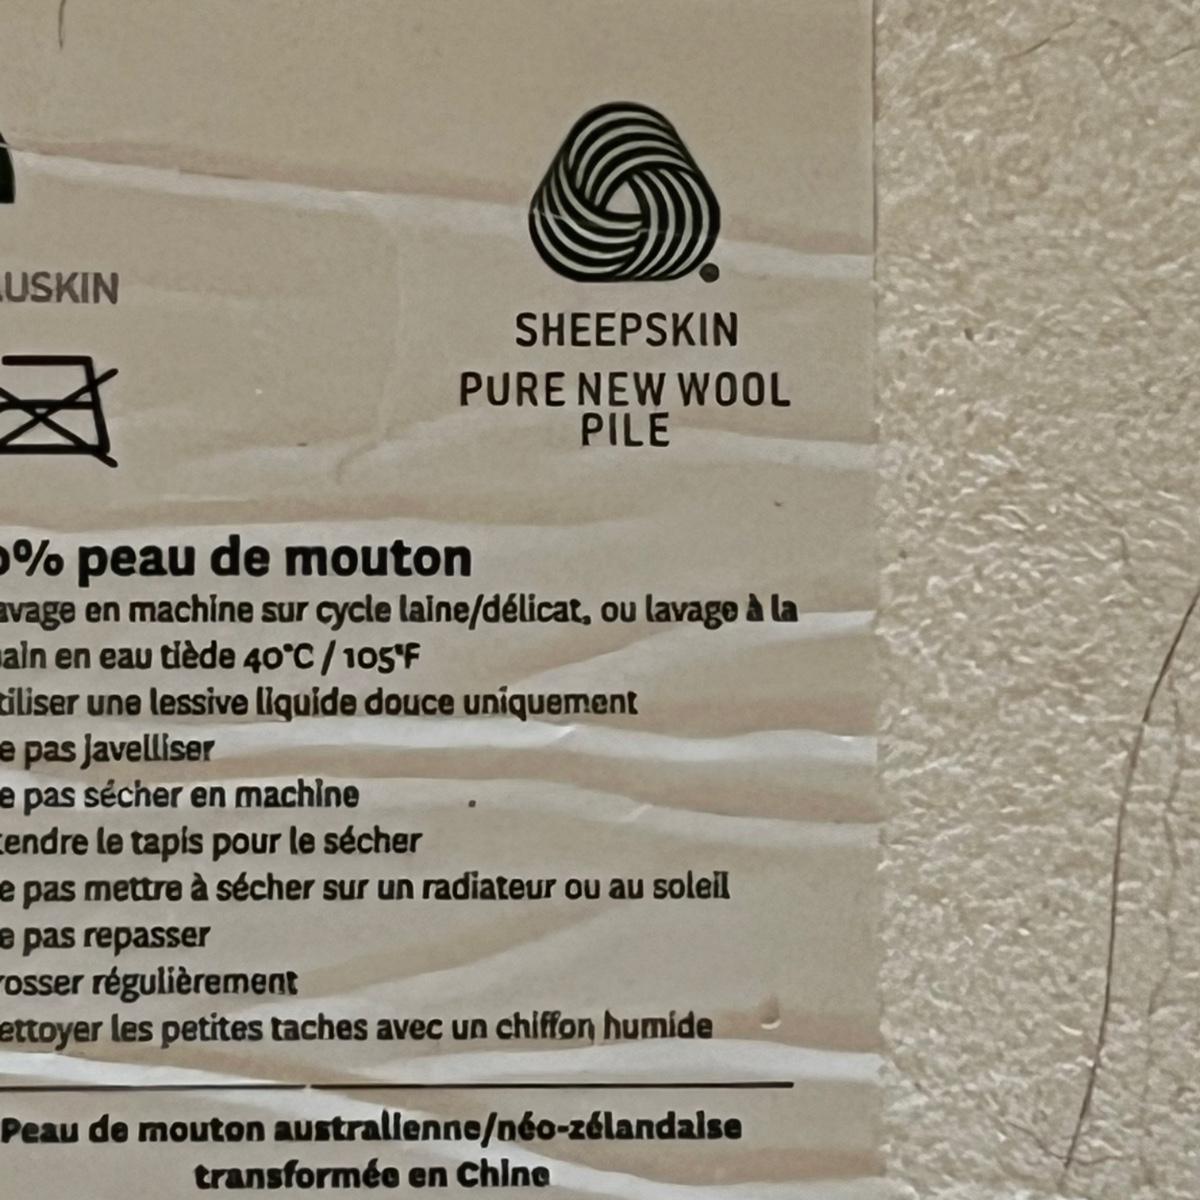 SHEEPSKIN
PURE NEW WOOL
PILE
USKIN
0% peau de mouton
avage en machine sur cycle laine/délicat, ou lavage à la
ain en eau tiède 40°C / 105°F
tiliser une lessive liquide douce uniquement
e pas javelliser
e pas sécher en machine
tendre le tapis pour le sécher
e pas mettre à sécher sur un radiateur ou au soleil
e pas repasser
rosser régulièrement
ettoyer les petites taches avec un chiffon humide
Peau de mouton australienne/néo-zélandaise
transformée en Chine